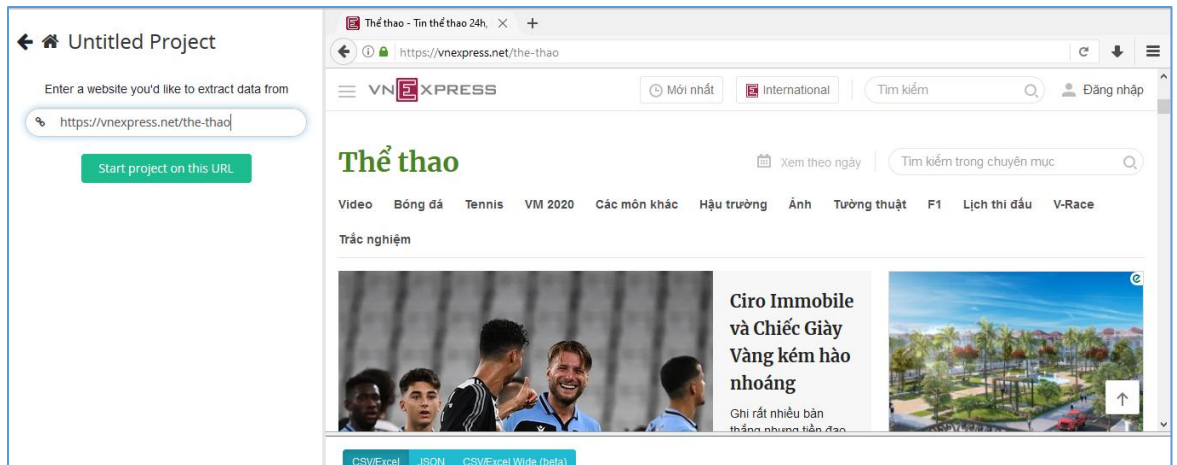 Untitled Project
Enter a website you'd like to extract data from
https://vnexpress.net/the-thao
Start project on this URL
Thể thao - Tin thể thao 24h,
https://vnexpress.net/the-thao
VNEXPRESS
Mới nhất
E International
Tìm kiếm
Đăng nhập
Thể thao
Xem theo ngày
Tìm kiếm trong chuyên mục
Video Bóng đá Tennis VM 2020 Các môn khác Hậu trường Ảnh Tường thuật F1 Lịch thi đấu V-Race
Trắc nghiệm
Ciro Immobile
và Chiếc Giày
Vàng kém hào
nhoáng
Ghi rất nhiều bàn
thắng nhưng tiền đạo
CSV/Excel JSON CSV/Excel Wide (beta)